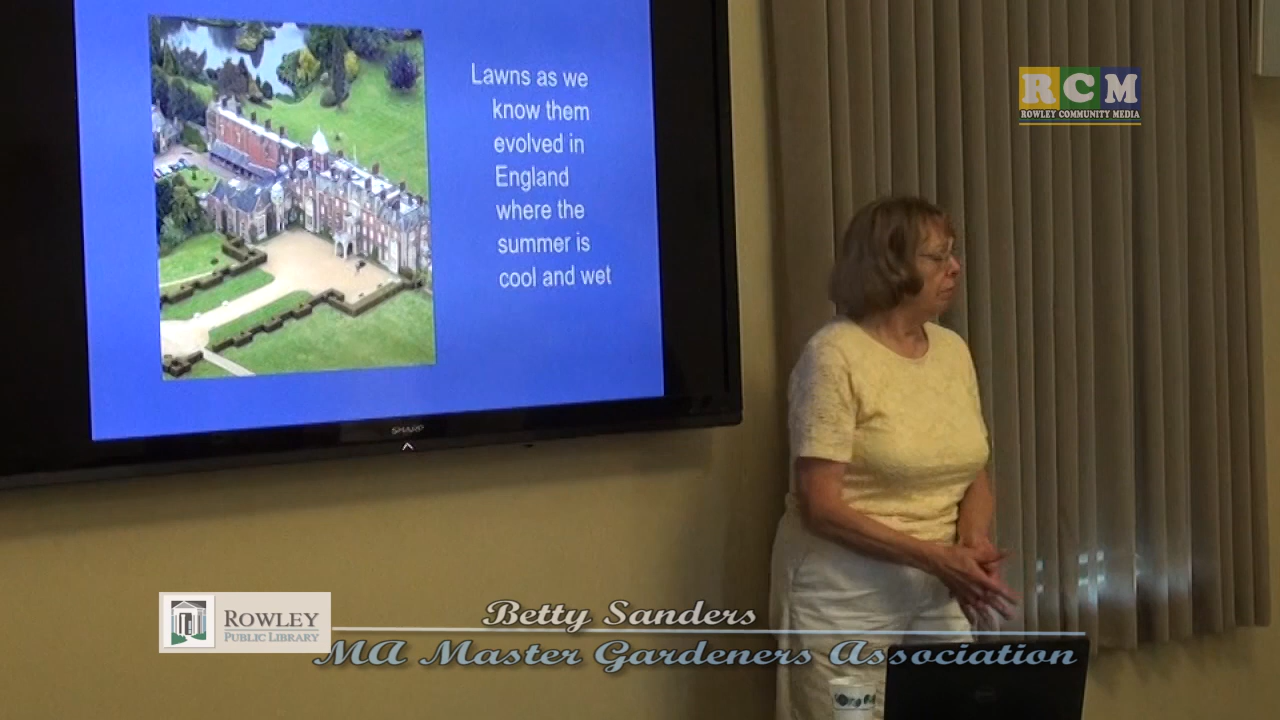 Lawns as we
know them
evolved in
England
where the
summer is
cool and wet
RCM
ROWLEY COMMUNITY MEDIA
SHARP
ROWLEY
PUBLIC LIBRARY
Betty Sanders
MA Master Gardeners Association